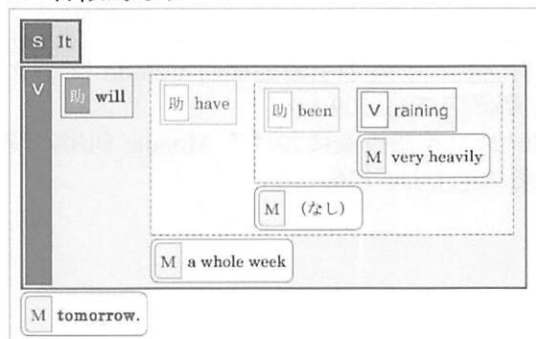 S It
V 助 will 助 have 助 been V raining
M very heavily
M (なし)
M a whole week
M tomorrow.